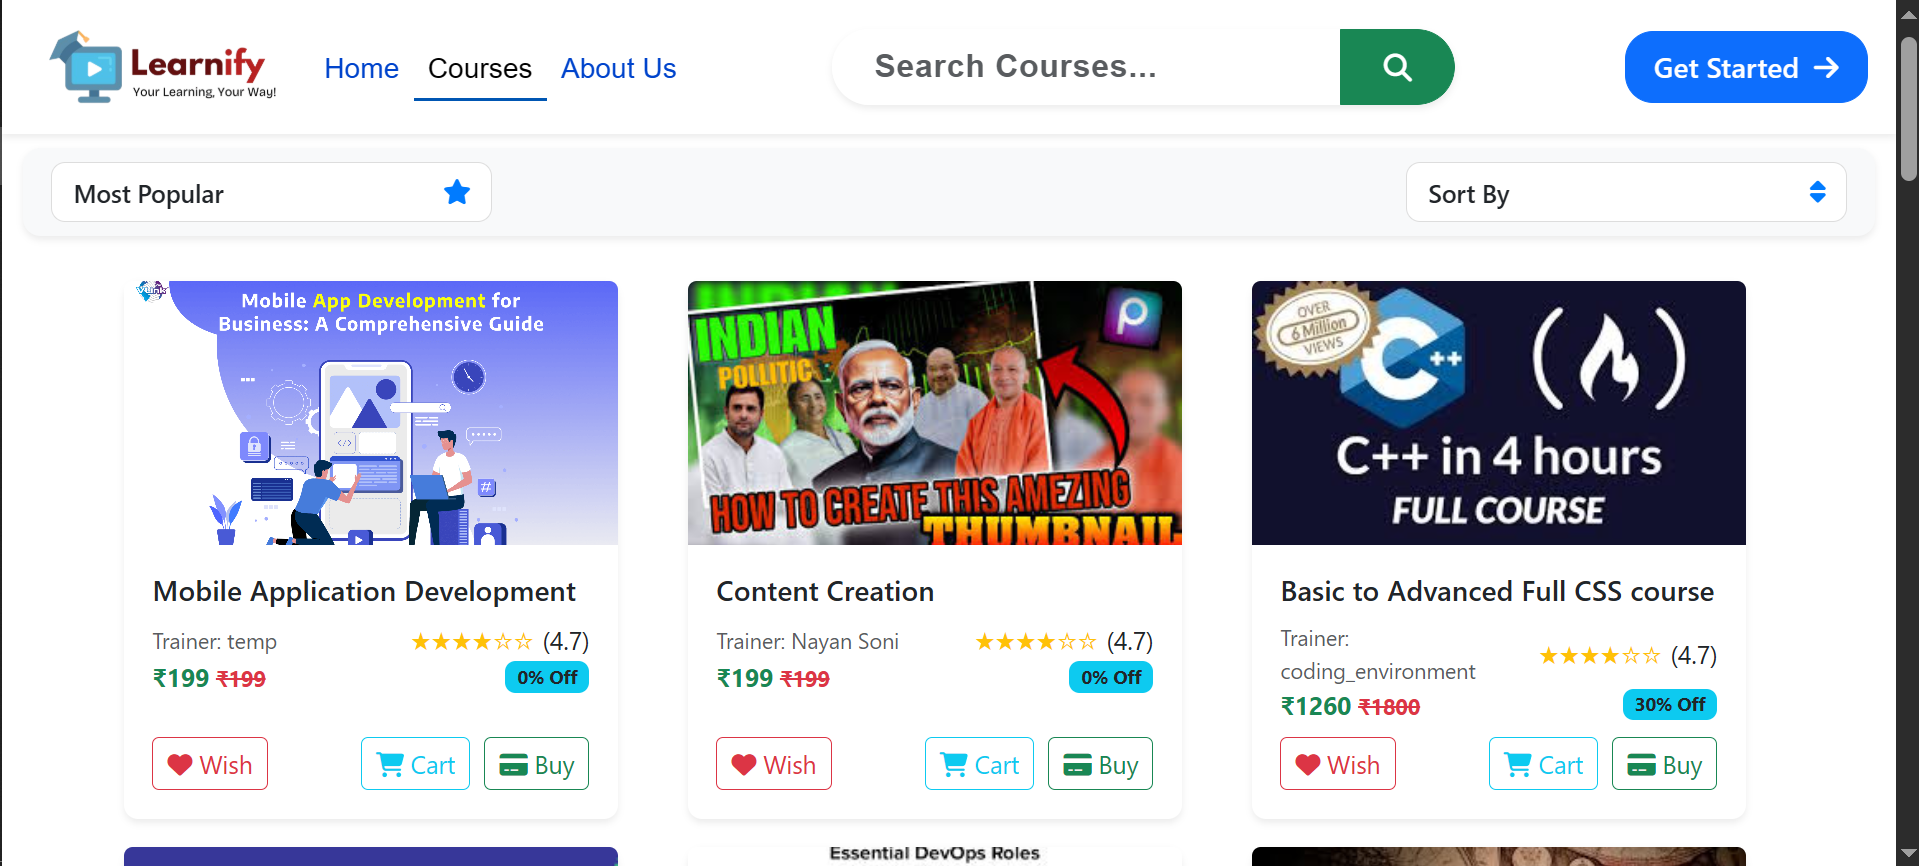 Learnify
Your Learning, Your Way!
Home
Courses
About Us
Search Courses...
Get Started
Most Popular
Sort By
Mobile App Development for
Business: A Comprehensive Guide
</>
#
Mobile Application Development
Trainer: temp
(4.7)
₹199 ₹199
0% Off
Wish
Cart
Buy
INDIAN
POLLITIC
HOW TO CREATE THIS AMEZING
THUMBNAIL
Content Creation
Trainer: Nayan Soni
(4.7)
₹199 ₹199
0% Off
Wish
Cart
Buy
OVER
6 Million
VIEWS
C++
C++ in 4 hours
FULL COURSE
Basic to Advanced Full CSS course
Trainer:
coding_environment
(4.7)
₹1260 ₹1800
30% Off
Wish
Cart
Buy
Essential DevOps Roles